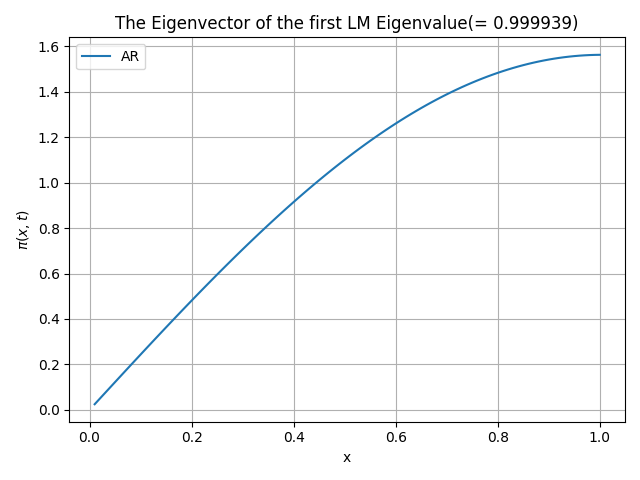 The Eigenvector of the first LM Eigenvalue(= 0.999939)
AR
1.6
1.4
1.2
1.0
0.8
0.6
0.4
0.2
0.0
π(x, t)
0.0 0.2 0.4 0.6 0.8 1.0
x